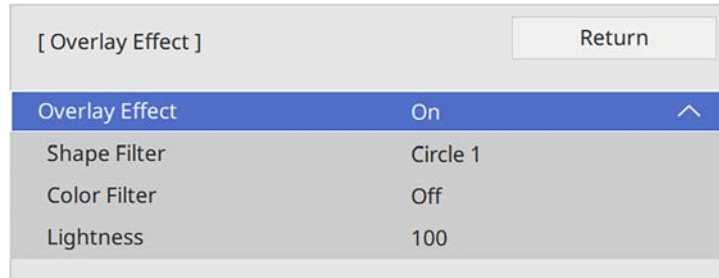 [ Overlay Effect ] Return
Overlay Effect On
Shape Filter Circle 1
Color Filter Off
Lightness 100